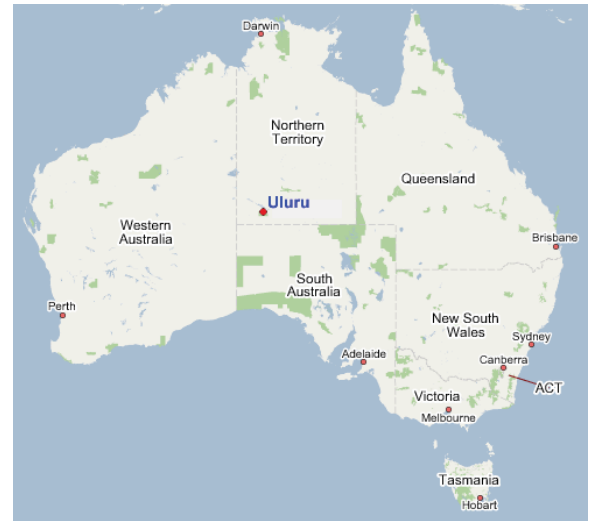 Darwin
Northern
Territory
Queensland
Uluru
Western
Australia
Brisbane
South
Australia
Perth
New South
Wales
Sydney
Adelaide
Canberra
ACT
Victoria
Melbourne
Tasmania
Hobart